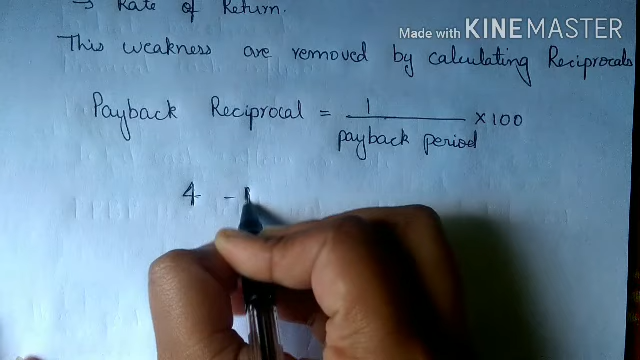 → Rate of Return.
Made with KINEMASTER
This weakness are removed by calculating Reciprocals
Payback Reciprocal = 1 / payback period × 100
4 -